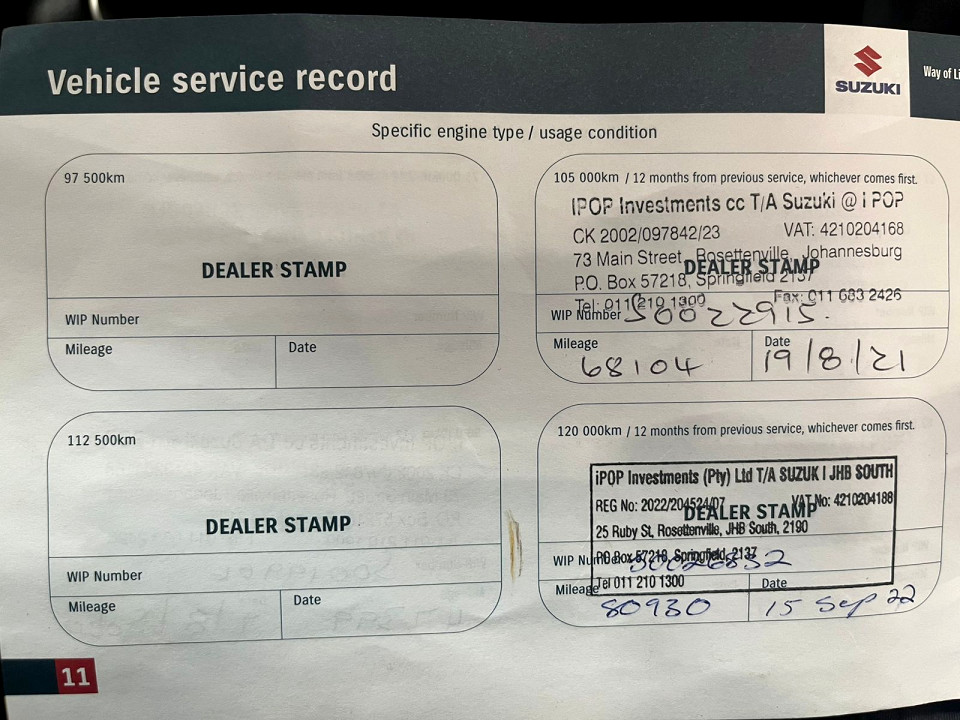 Vehicle service record
SUZUKI
Way of Li
Specific engine type / usage condition
97 500km
DEALER STAMP
WIP Number
Mileage
Date
105 000km / 12 months from previous service, whichever comes first.
IPOP Investments cc T/A Suzuki @ I POP
CK 2002/097842/23 VAT: 4210204168
73 Main Street, Rosettenville, Johannesburg
DEALER STAMP
P.O. Box 57218, Springfield 2137
Tel: 011 210 1300 Fax: 011 683 2426
WIP Number 50022915.
Mileage
68104
Date
19/8/21
112 500km
DEALER STAMP
WIP Number
Mileage
Date
120 000km / 12 months from previous service, whichever comes first.
iPOP Investments (Pty) Ltd T/A SUZUKI I JHB SOUTH
REG No: 2022/204524/07 VAT No: 4210204188
DEALER STAMP
25 Ruby St, Rosettenville, JHB South, 2190
PO Box 57218, Springfield, 2137
WIP Number
Tel 011 210 1300
Mileage
80930
Date
15 Sep 22
11